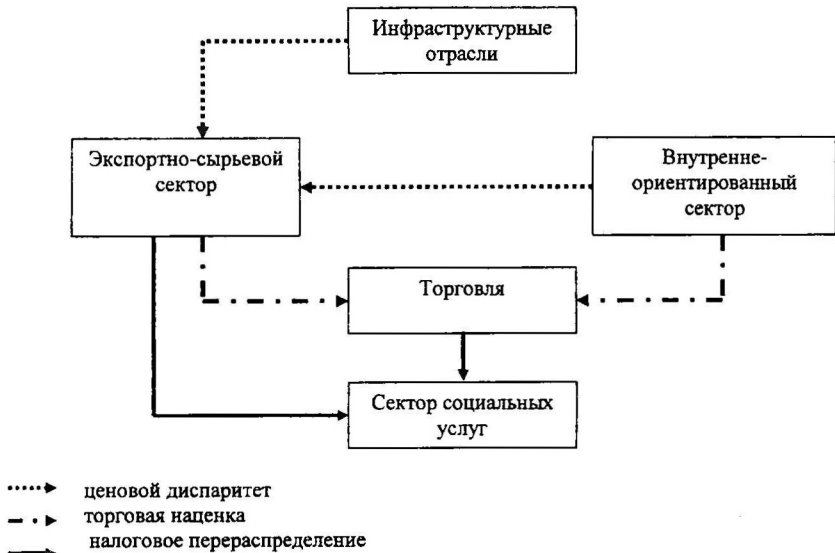 Инфраструктурные
отрасли
Экспортно-сырьевой
сектор
Внутренне-
ориентированный
сектор
Торговля
Сектор социальных
услуг
ценовой диспаритет
торговая наценка
налоговое перераспределение